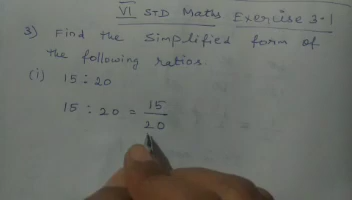 VI STD Maths Exercise 3.1
3) Find the Simplified form of
the following ratios.
(i) 15 : 20
15 : 20 = 15
20